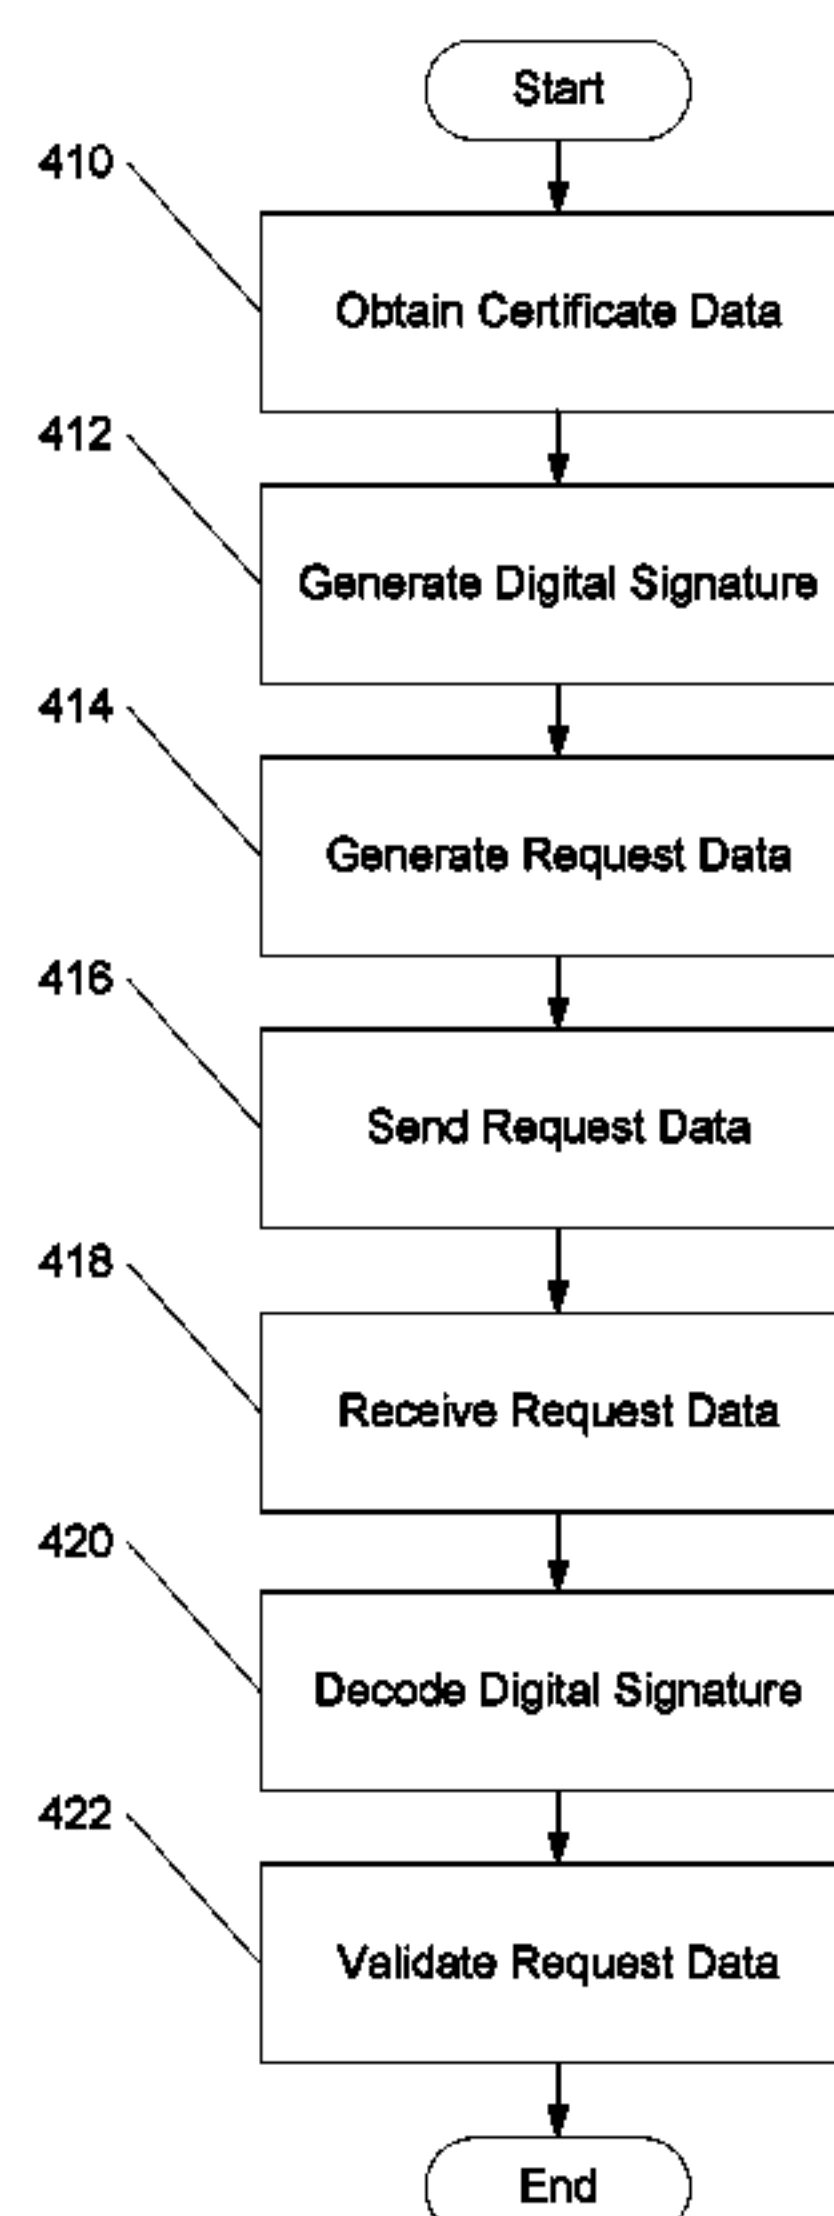 Start
410
Obtain Certificate Data
412
Generate Digital Signature
414
Generate Request Data
416
Send Request Data
418
Receive Request Data
420
Decode Digital Signature
422
Validate Request Data
End